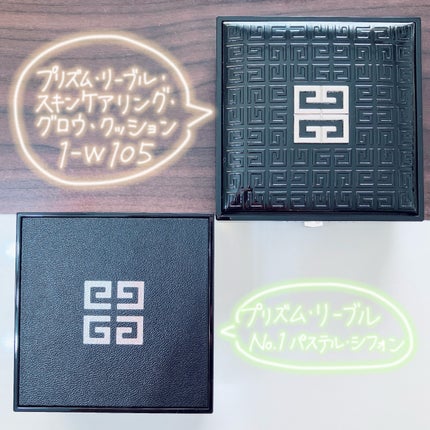 プリズム・リーブル・
スキンケアリング・
グロウ・クッション
1-W105
プリズム・リーブル
No.1 パステル・シフォン